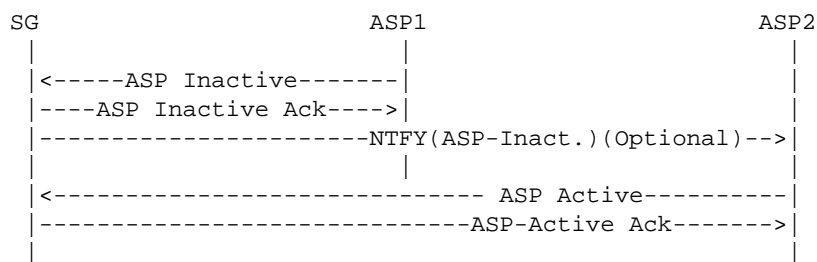 SG                     ASP1                       ASP2
 |                       |                          |
 |<-----ASP Inactive-------|                          |
 |----ASP Inactive Ack---->|                          |
 |----------------------NTFY(ASP-Inact.)(Optional)-->|
 |                       |                          |
 |<------------------------------ ASP Active----------|
 |-----------------------------ASP-Active Ack------->|
 |                                                  |